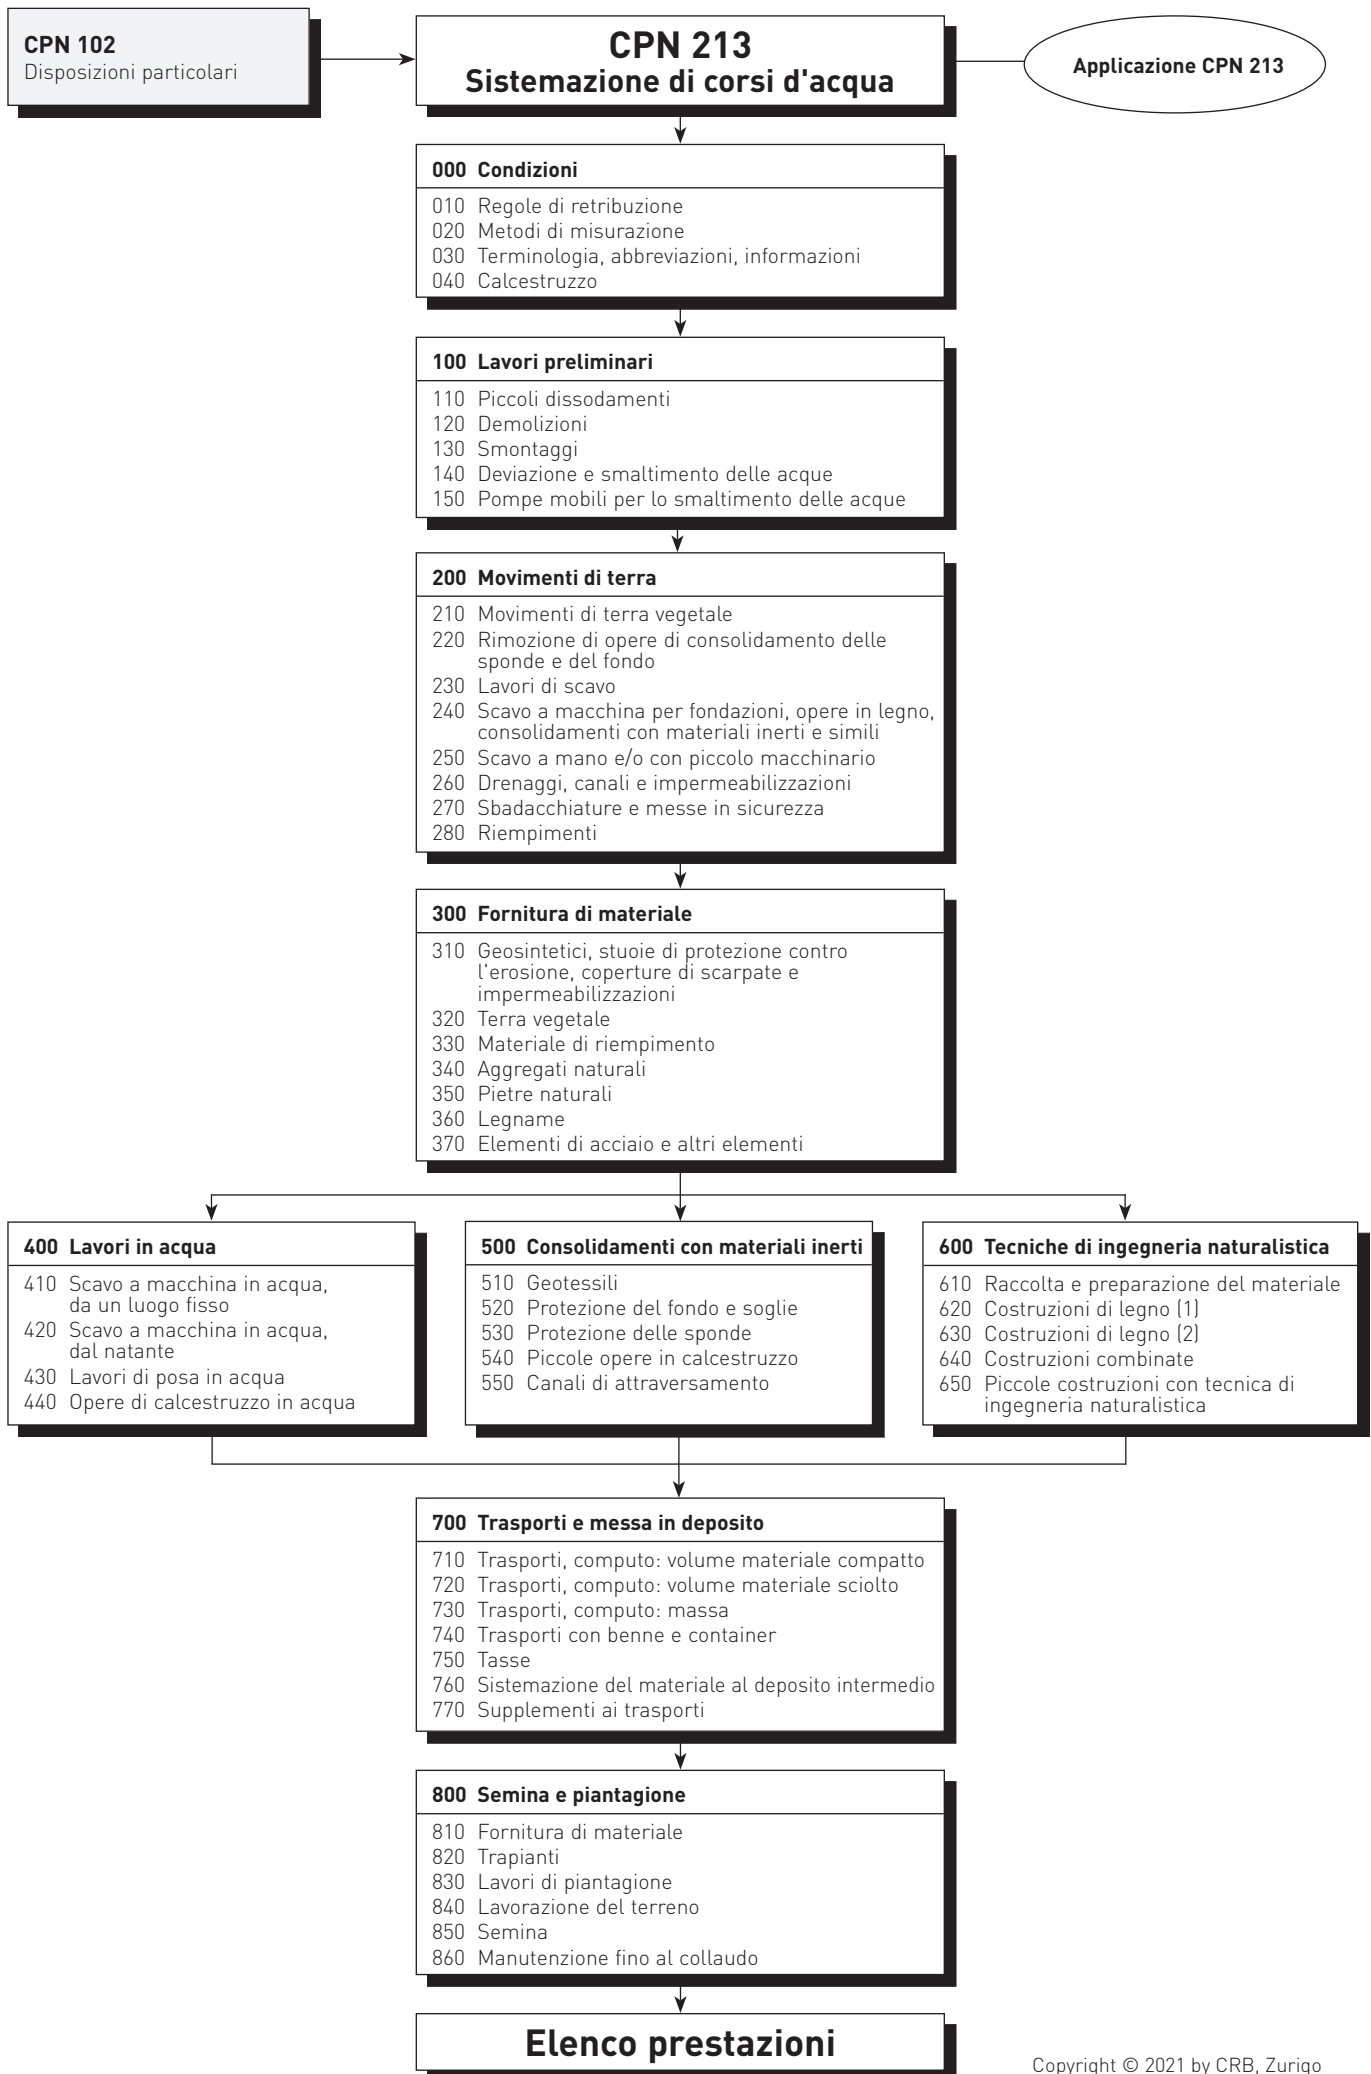 CPN 102
Disposizioni particolari
CPN 213
Sistemazione di corsi d'acqua
Applicazione CPN 213
000 Condizioni
010 Regole di retribuzione
020 Metodi di misurazione
030 Terminologia, abbreviazioni, informazioni
040 Calcestruzzo
100 Lavori preliminari
110 Piccoli dissodamenti
120 Demolizioni
130 Smontaggi
140 Deviazione e smaltimento delle acque
150 Pompe mobili per lo smaltimento delle acque
200 Movimenti di terra
210 Movimenti di terra vegetale
220 Rimozione di opere di consolidamento delle
sponde e del fondo
230 Lavori di scavo
240 Scavo a macchina per fondazioni, opere in legno,
consolidamenti con materiali inerti e simili
250 Scavo a mano e/o con piccolo macchinario
260 Drenaggi, canali e impermeabilizzazioni
270 Sbadacchiature e messe in sicurezza
280 Riempimenti
300 Fornitura di materiale
310 Geosintetici, stuoie di protezione contro
l'erosione, coperture di scarpate e
impermeabilizzazioni
320 Terra vegetale
330 Materiale di riempimento
340 Aggregati naturali
350 Pietre naturali
360 Legname
370 Elementi di acciaio e altri elementi
400 Lavori in acqua
410 Scavo a macchina in acqua,
da un luogo fisso
420 Scavo a macchina in acqua,
dal natante
430 Lavori di posa in acqua
440 Opere di calcestruzzo in acqua
500 Consolidamenti con materiali inerti
510 Geotessili
520 Protezione del fondo e soglie
530 Protezione delle sponde
540 Piccole opere in calcestruzzo
550 Canali di attraversamento
600 Tecniche di ingegneria naturalistica
610 Raccolta e preparazione del materiale
620 Costruzioni di legno (1)
630 Costruzioni di legno (2)
640 Costruzioni combinate
650 Piccole costruzioni con tecnica di
ingegneria naturalistica
700 Trasporti e messa in deposito
710 Trasporti, computo: volume materiale compatto
720 Trasporti, computo: volume materiale sciolto
730 Trasporti, computo: massa
740 Trasporti con benne e container
750 Tasse
760 Sistemazione del materiale al deposito intermedio
770 Supplementi ai trasporti
800 Semina e piantagione
810 Fornitura di materiale
820 Trapianti
830 Lavori di piantagione
840 Lavorazione del terreno
850 Semina
860 Manutenzione fino al collaudo
Elenco prestazioni
Copyright © 2021 by CRB, Zurigo